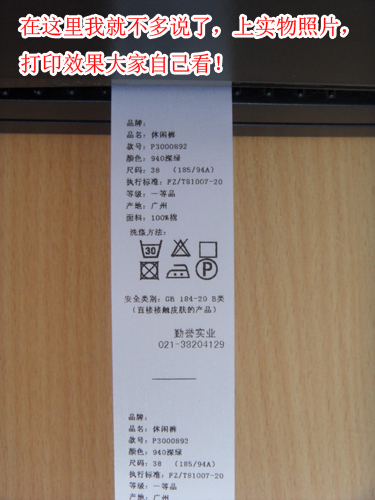 在这里我就不多说了，上实物照片，
打印效果大家自己看！
品牌：
品名：休闲裤
款号：P3000892
颜色：940深绿
尺码：38 （185/94A）
执行标准：FZ/T81007-20
等级：一等品
产地：广州
面料：100%棉
洗涤方法：
30
P
安全类别：GB 184-20 B类
（直接接触皮肤的产品）
勤誉实业
021-38204129
品牌：
品名：休闲裤
款号：P3000892
颜色：940深绿
尺码：38 （185/94A）
执行标准：FZ/T81007-20
等级：一等品
产地：广州